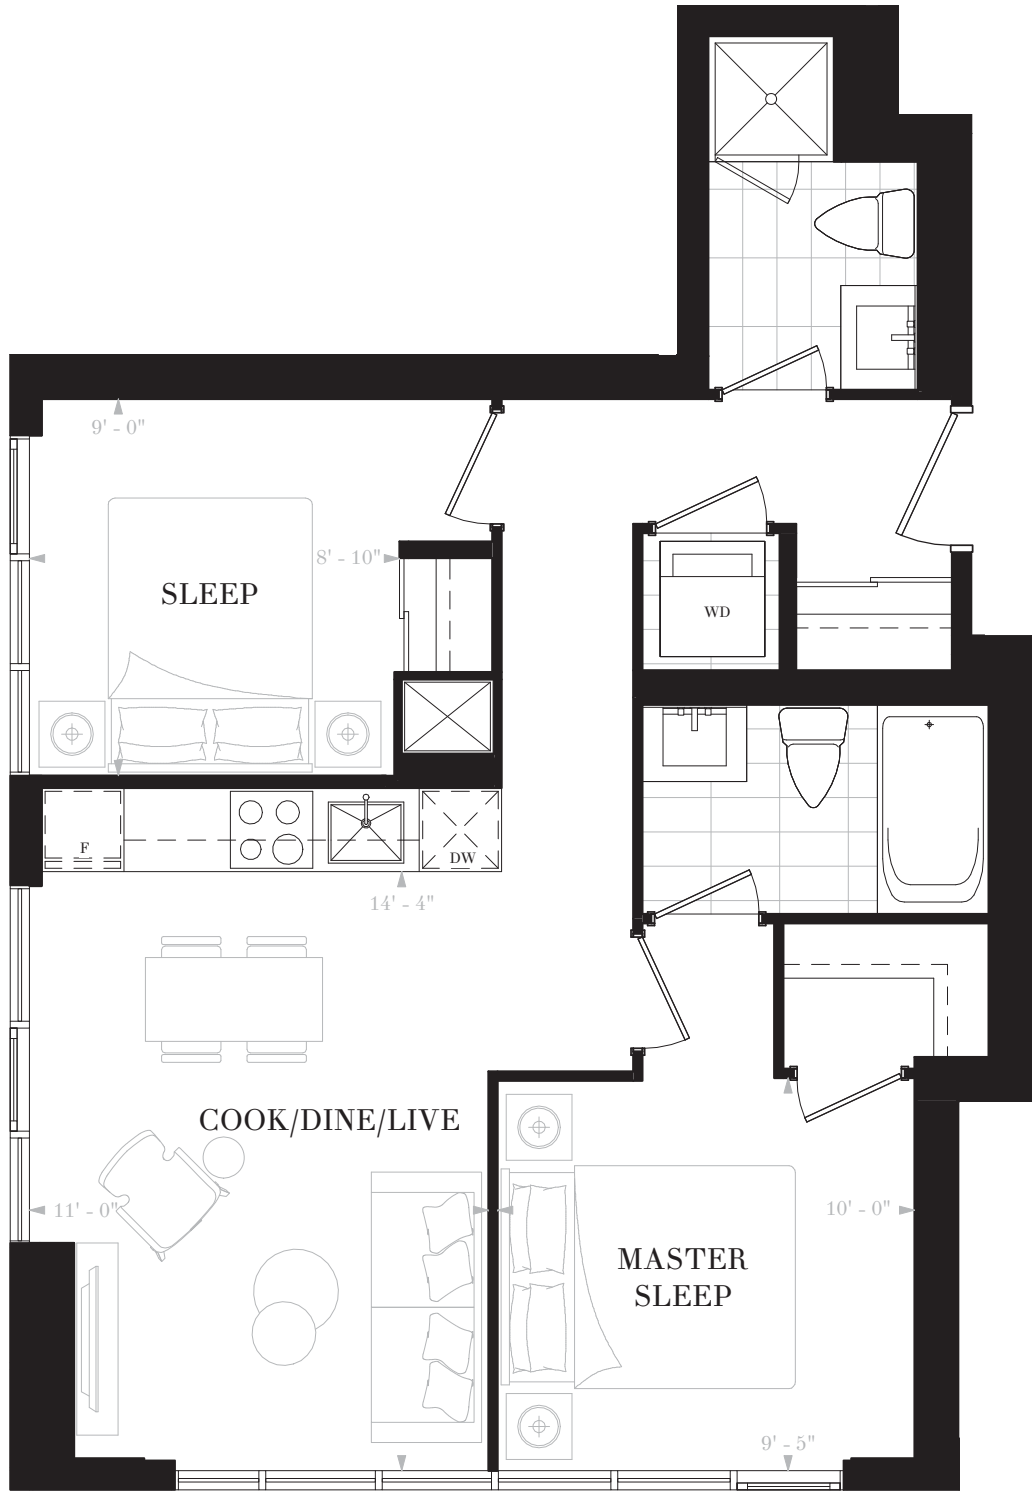 9' - 0"
8' - 10"
SLEEP
WD
F
DW
14' - 4"
COOK/DINE/LIVE
11' - 0"
10' - 0"
MASTER
SLEEP
9' - 5"